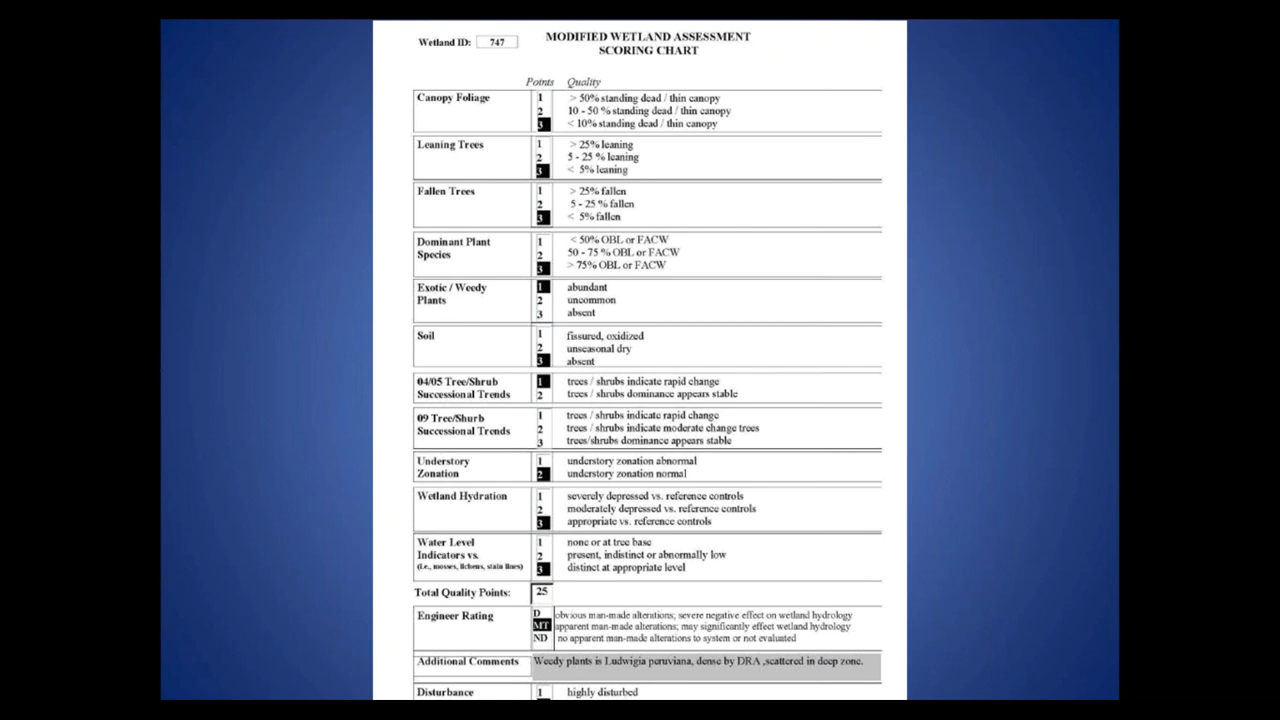 Wetland ID: 747
MODIFIED WETLAND ASSESSMENT
SCORING CHART
Points Quality
Canopy Foliage 1 > 50% standing dead / thin canopy
2 10 - 50 % standing dead / thin canopy
3 < 10% standing dead / thin canopy
Leaning Trees 1 > 25% leaning
2 5 - 25 % leaning
3 < 5% leaning
Fallen Trees 1 > 25% fallen
2 5 - 25 % fallen
3 < 5% fallen
Dominant Plant 1 < 50% OBL or FACW
Species 2 50 - 75 % OBL or FACW
3 > 75% OBL or FACW
Exotic / Weedy 1 abundant
Plants 2 uncommon
3 absent
Soil 1 fissured, oxidized
2 unseasonal dry
3 absent
04/05 Tree/Shrub 1 trees / shrubs indicate rapid change
Successional Trends 2 trees / shrubs dominance appears stable
09 Tree/Shurb 1 trees / shrubs indicate rapid change
Successional Trends 2 trees / shrubs indicate moderate change trees
3 trees/shrubs dominance appears stable
Understory 1 understory zonation abnormal
Zonation 2 understory zonation normal
Wetland Hydration 1 severely depressed vs. reference controls
2 moderately depressed vs. reference controls
3 appropriate vs. reference controls
Water Level 1 none or at tree base
Indicators vs. 2 present, indistinct or abnormally low
(i.e., mosses, lichens, stain lines) 3 distinct at appropriate level
Total Quality Points: 25
Engineer Rating D obvious man-made alterations; severe negative effect on wetland hydrology
MT apparent man-made alterations; may significantly effect wetland hydrology
ND no apparent man-made alterations to system or not evaluated
Additional Comments Weedy plants is Ludwigia peruviana, dense by DRA ,scattered in deep zone.
Disturbance 1 highly disturbed